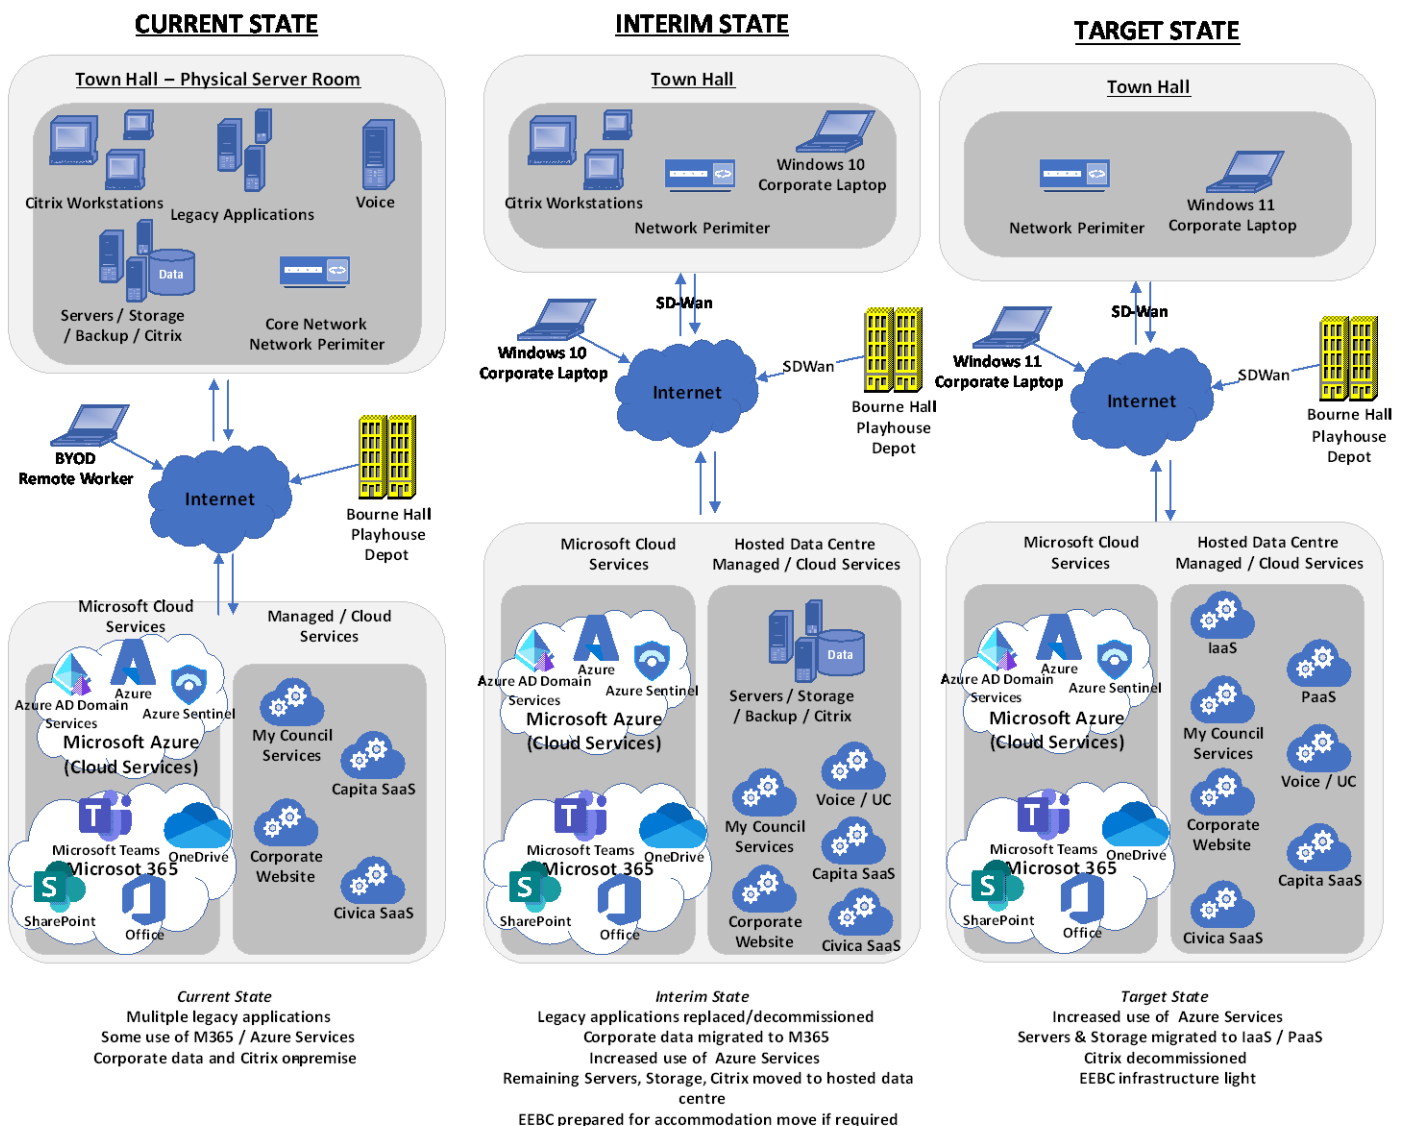 CURRENT STATE
Town Hall – Physical Server Room
Citrix Workstations
Legacy Applications
Voice
Data
Servers / Storage
/ Backup / Citrix
Core Network
Network Perimiter
BYOD
Remote Worker
Internet
Bourne Hall
Playhouse
Depot
Microsoft Cloud
Services
Managed / Cloud
Services
Azure AD Domain
Services
Azure
Azure Sentinel
Microsoft Azure
(Cloud Services)
My Council
Services
Capita SaaS
Microsoft Teams
OneDrive
Microsot 365
SharePoint
Office
Corporate
Website
Civica SaaS
Current State
Mulitple legacy applications
Some use of M365 / Azure Services
Corporate data and Citrix onpremise
INTERIM STATE
Town Hall
Citrix Workstations
Network Perimiter
Windows 10
Corporate Laptop
SD-Wan
Windows 10
Corporate Laptop
Internet
SDWan
Bourne Hall
Playhouse
Depot
Microsoft Cloud
Services
Hosted Data Centre
Managed / Cloud Services
Azure AD Domain
Services
Azure
Azure Sentinel
Microsoft Azure
(Cloud Services)
Data
Servers / Storage
/ Backup / Citrix
Voice / UC
My Council
Services
Capita SaaS
Microsoft Teams
OneDrive
Microsot 365
SharePoint
Office
Corporate
Website
Civica SaaS
Interim State
Legacy applications replaced/decommissioned
Corporate data migrated to M365
Increased use of Azure Services
Remaining Servers, Storage, Citrix moved to hosted data
centre
EEBC prepared for accommodation move if required
TARGET STATE
Town Hall
Network Perimiter
Windows 11
Corporate Laptop
SD-Wan
Windows 11
Corporate Laptop
Internet
SDWan
Bourne Hall
Playhouse
Depot
Microsoft Cloud
Services
Hosted Data Centre
Managed / Cloud Services
Azure AD Domain
Services
Azure
Azure Sentinel
Microsoft Azure
(Cloud Services)
IaaS
PaaS
My Council
Services
Voice / UC
Microsoft Teams
OneDrive
Microsot 365
SharePoint
Office
Corporate
Website
Capita SaaS
Civica SaaS
Target State
Increased use of Azure Services
Servers & Storage migrated to IaaS / PaaS
Citrix decommissioned
EEBC infrastructure light